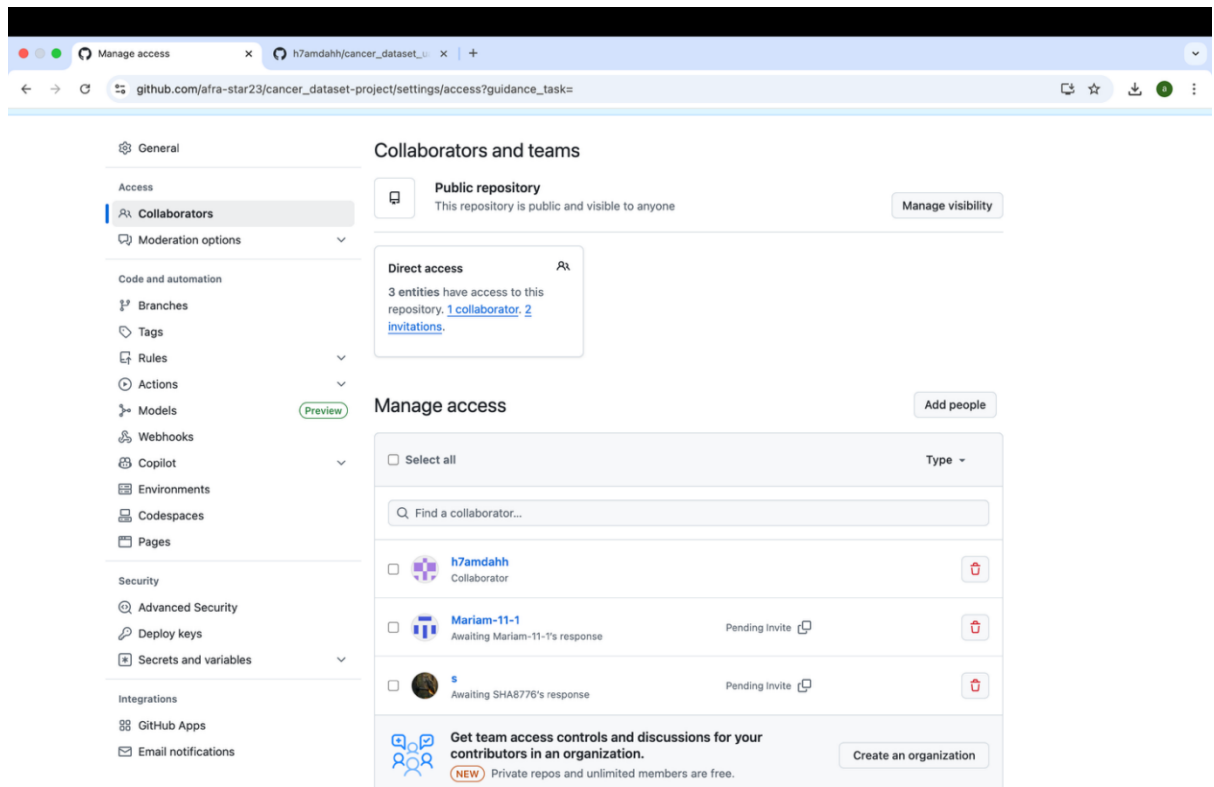 Manage access
h7amdahh/cancer_dataset_u
github.com/afra-star23/cancer_dataset-project/settings/access?guidance_task=
a
General
Access
Collaborators
Moderation options
Code and automation
Branches
Tags
Rules
Actions
Models Preview
Webhooks
Copilot
Environments
Codespaces
Pages
Security
Advanced Security
Deploy keys
Secrets and variables
Integrations
GitHub Apps
Email notifications
Collaborators and teams
Public repository
This repository is public and visible to anyone
Manage visibility
Direct access
3 entities have access to this
repository. 1 collaborator. 2
invitations.
Manage access
Add people
Select all
Type
Find a collaborator...
h7amdahh
Collaborator
Mariam-11-1
Awaiting Mariam-11-1's response
Pending Invite
s
Awaiting SHA8776's response
Pending Invite
Get team access controls and discussions for your
contributors in an organization.
NEW Private repos and unlimited members are free.
Create an organization